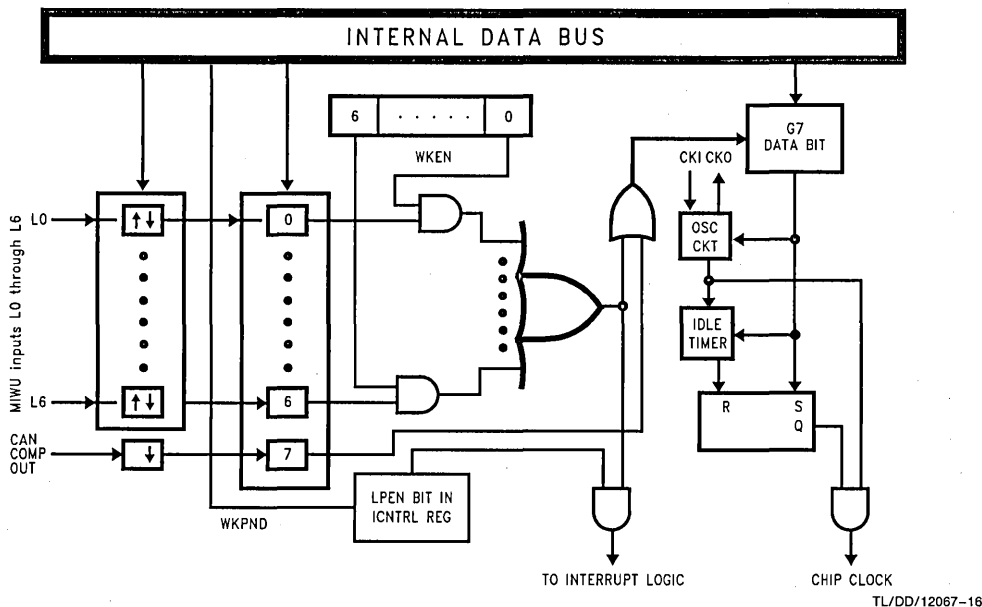 INTERNAL DATA BUS
6 · · · · · 0
WKEN
G7
DATA BIT
CKI CKO
OSC
CKT
IDLE
TIMER
R S
Q
MIWU inputs L0 through L6
L0
↑↓
0
L6
↑↓
6
CAN
COMP
OUT
↓
7
LPEN BIT IN
ICNTRL REG
WKPND
TO INTERRUPT LOGIC
CHIP CLOCK
TL/DD/12067–16